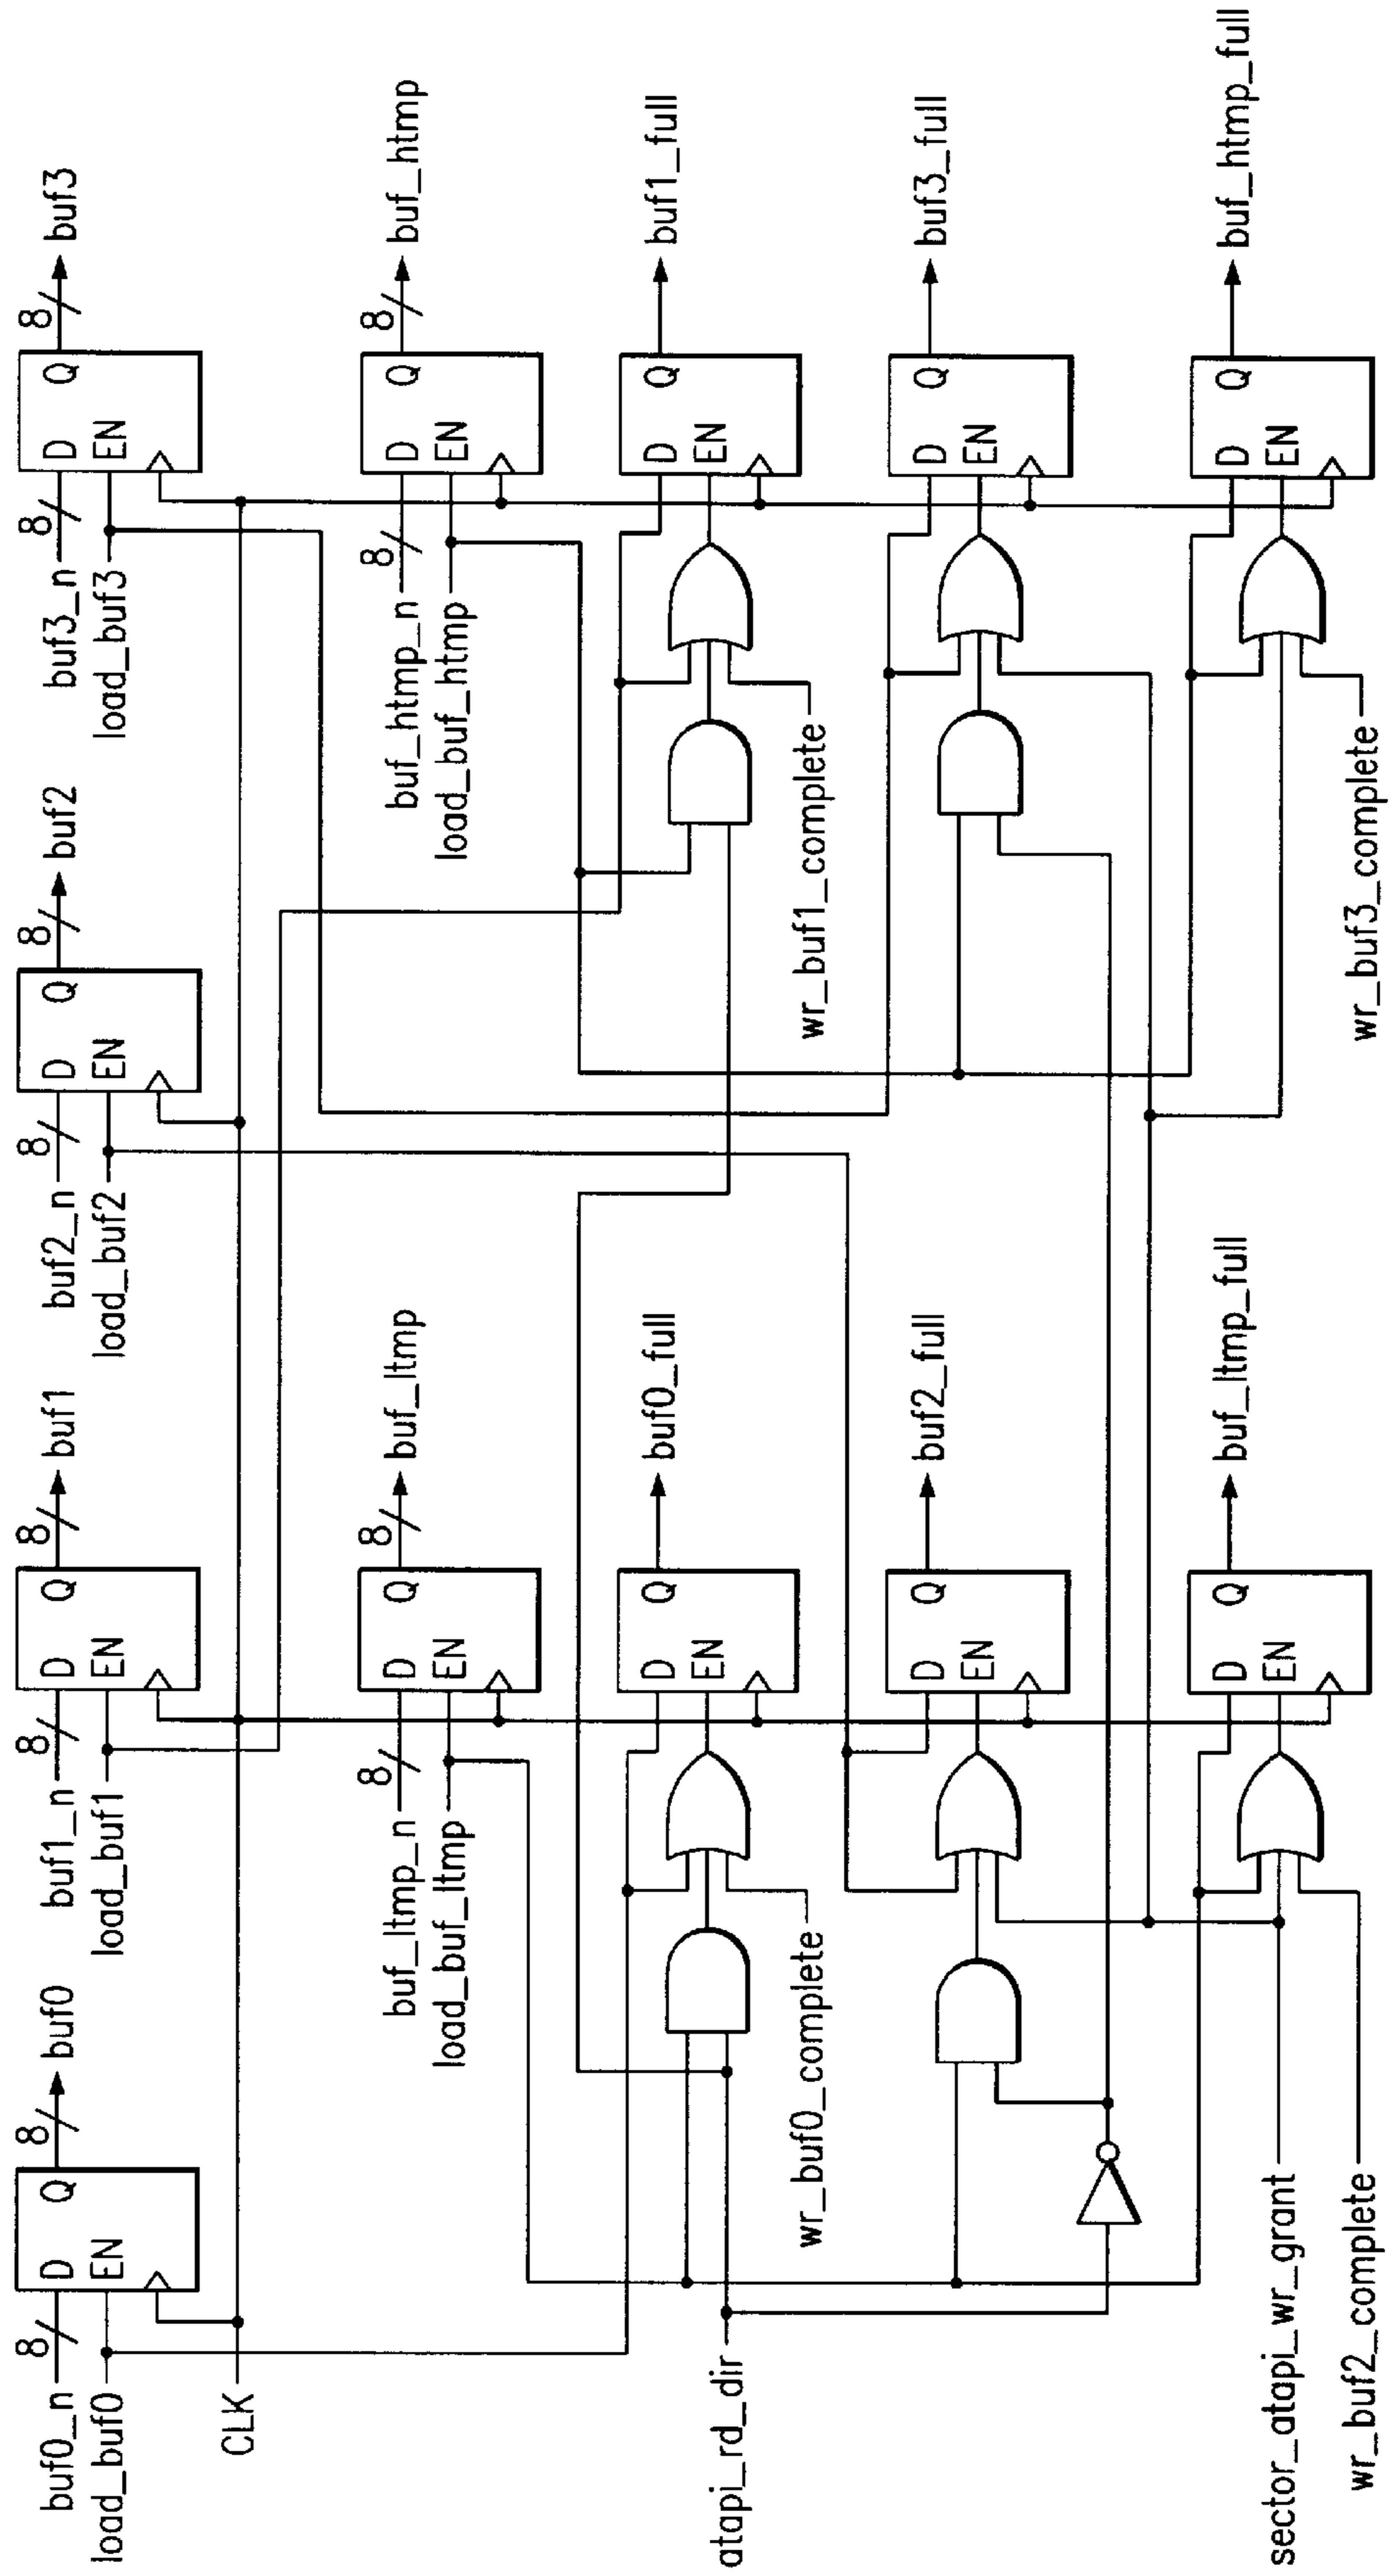 buf0_n
8
D
Q
8
buf0
load_buf0
EN
buf1_n
8
D
Q
8
buf1
load_buf1
EN
buf2_n
8
D
Q
8
buf2
load_buf2
EN
buf3_n
8
D
Q
8
buf3
load_buf3
EN
CLK
buf_ltmp_n
8
D
Q
8
buf_ltmp
load_buf_ltmp
EN
buf_htmp_n
8
D
Q
8
buf_htmp
load_buf_htmp
EN
D
Q
buf0_full
EN
D
Q
buf1_full
EN
atapi_rd_dir
wr_buf0_complete
wr_buf1_complete
D
Q
buf2_full
EN
D
Q
buf3_full
EN
D
Q
buf_ltmp_full
EN
D
Q
buf_htmp_full
EN
sector_atapi_wr_grant
wr_buf2_complete
wr_buf3_complete